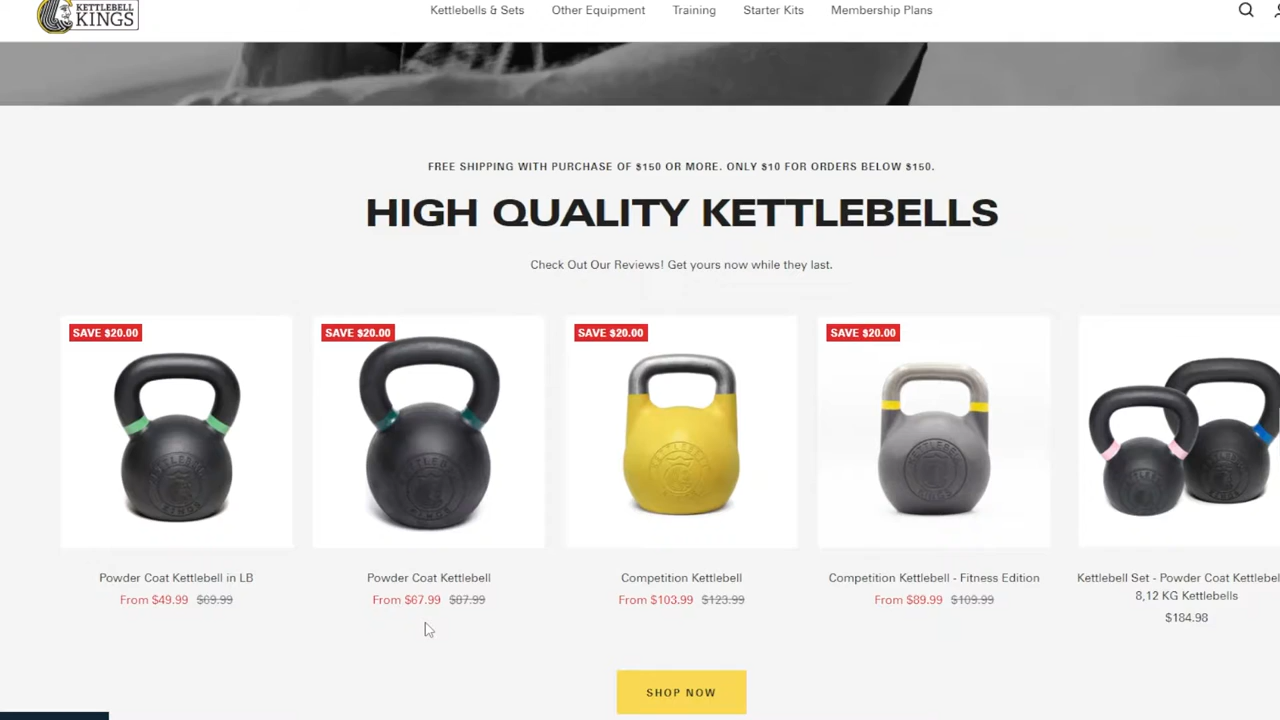 KETTLEBELL
KINGS
Kettlebells & Sets Other Equipment Training Starter Kits Membership Plans
FREE SHIPPING WITH PURCHASE OF $150 OR MORE. ONLY $10 FOR ORDERS BELOW $150.
HIGH QUALITY KETTLEBELLS
Check Out Our Reviews! Get yours now while they last.
SAVE $20.00 SAVE $20.00 SAVE $20.00 SAVE $20.00
Powder Coat Kettlebell in LB
From $49.99 $69.99
Powder Coat Kettlebell
From $67.99 $87.99
Competition Kettlebell
From $103.99 $123.99
Competition Kettlebell - Fitness Edition
From $89.99 $109.99
Kettlebell Set - Powder Coat Kettlebel
8,12 KG Kettlebells
$184.98
SHOP NOW